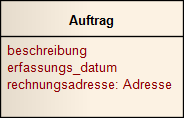 Auftrag
beschreibung
erfassungs_datum
rechnungsadresse: Adresse